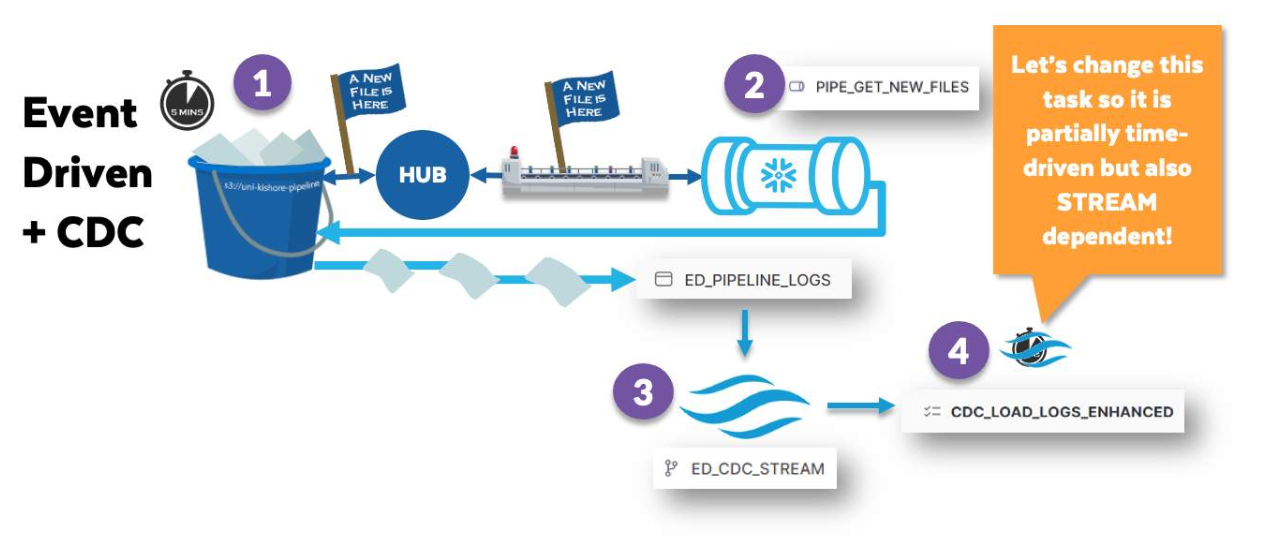 Event
Driven
+ CDC
5 MINS
1
s3://uni-kishore-pipeline
A NEW
FILE IS
HERE
HUB
A NEW
FILE IS
HERE
2
PIPE_GET_NEW_FILES
Let's change this
task so it is
partially time-
driven but also
STREAM
dependent!
ED_PIPELINE_LOGS
3
ED_CDC_STREAM
4
CDC_LOAD_LOGS_ENHANCED